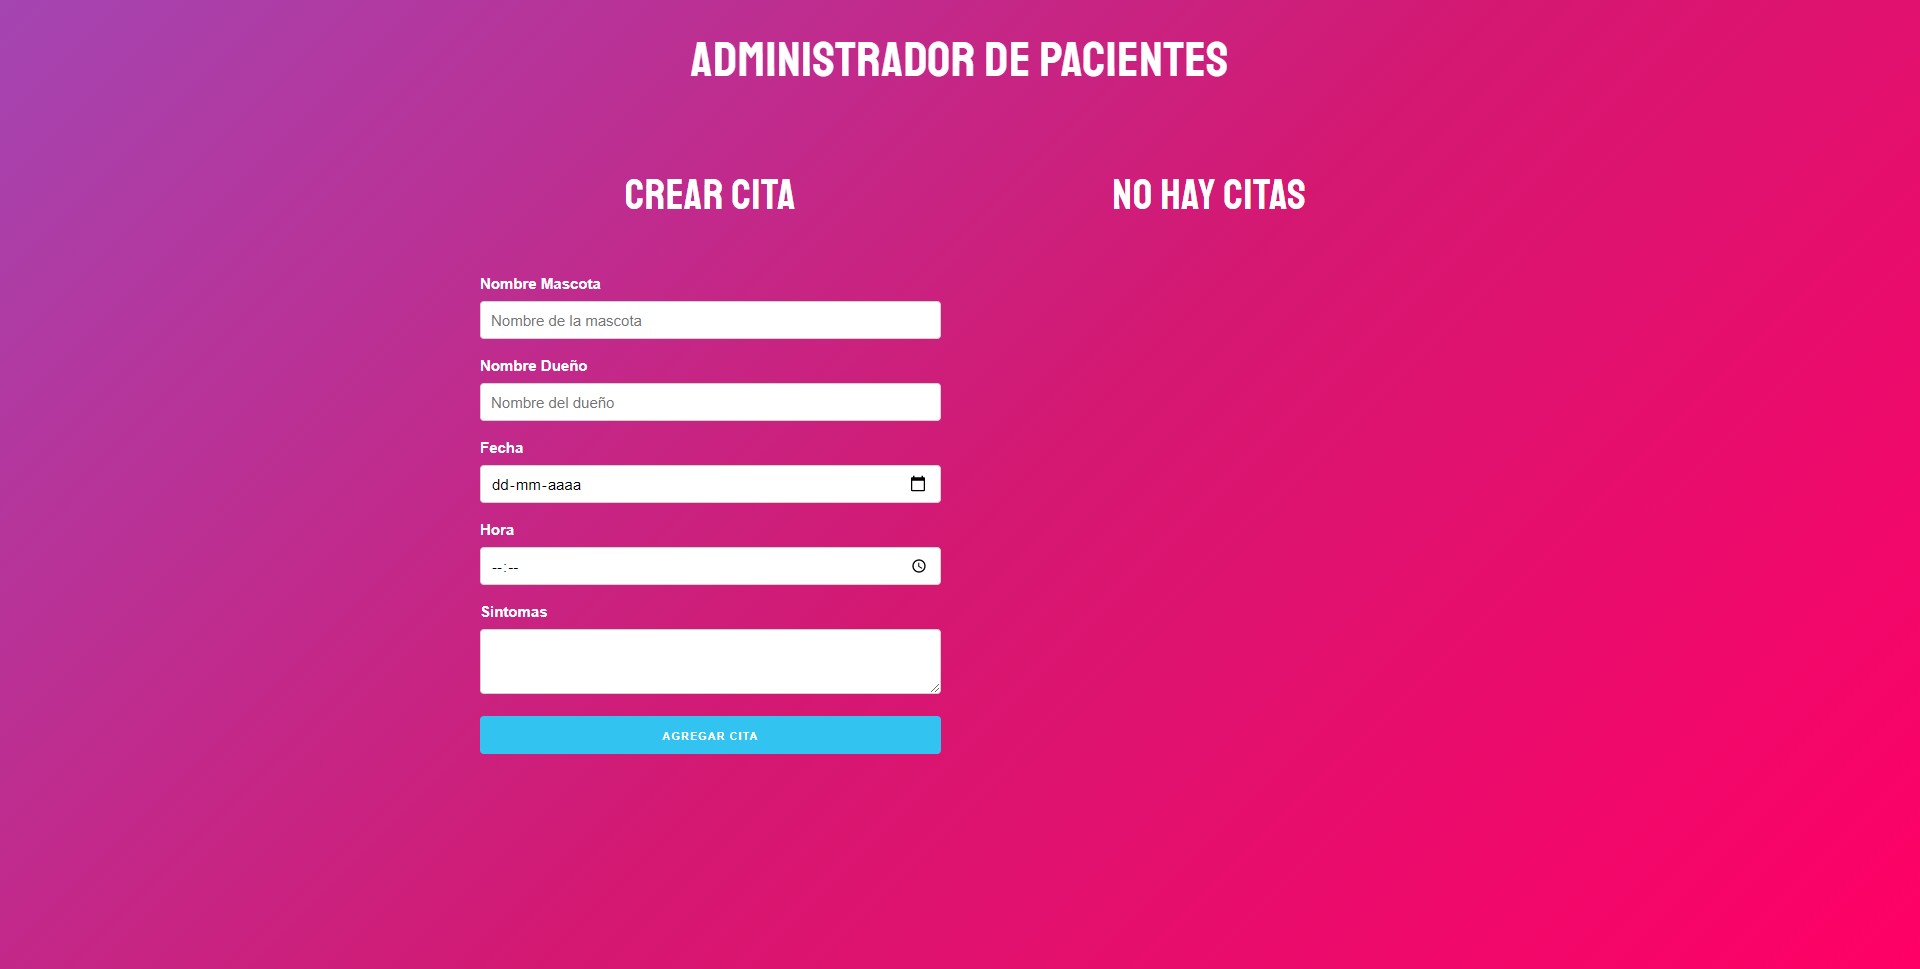 ADMINISTRADOR DE PACIENTES
CREAR CITA
NO HAY CITAS
Nombre Mascota
Nombre de la mascota
Nombre Dueño
Nombre del dueño
Fecha
dd-mm-aaaa
Hora
--:--
Sintomas
AGREGAR CITA